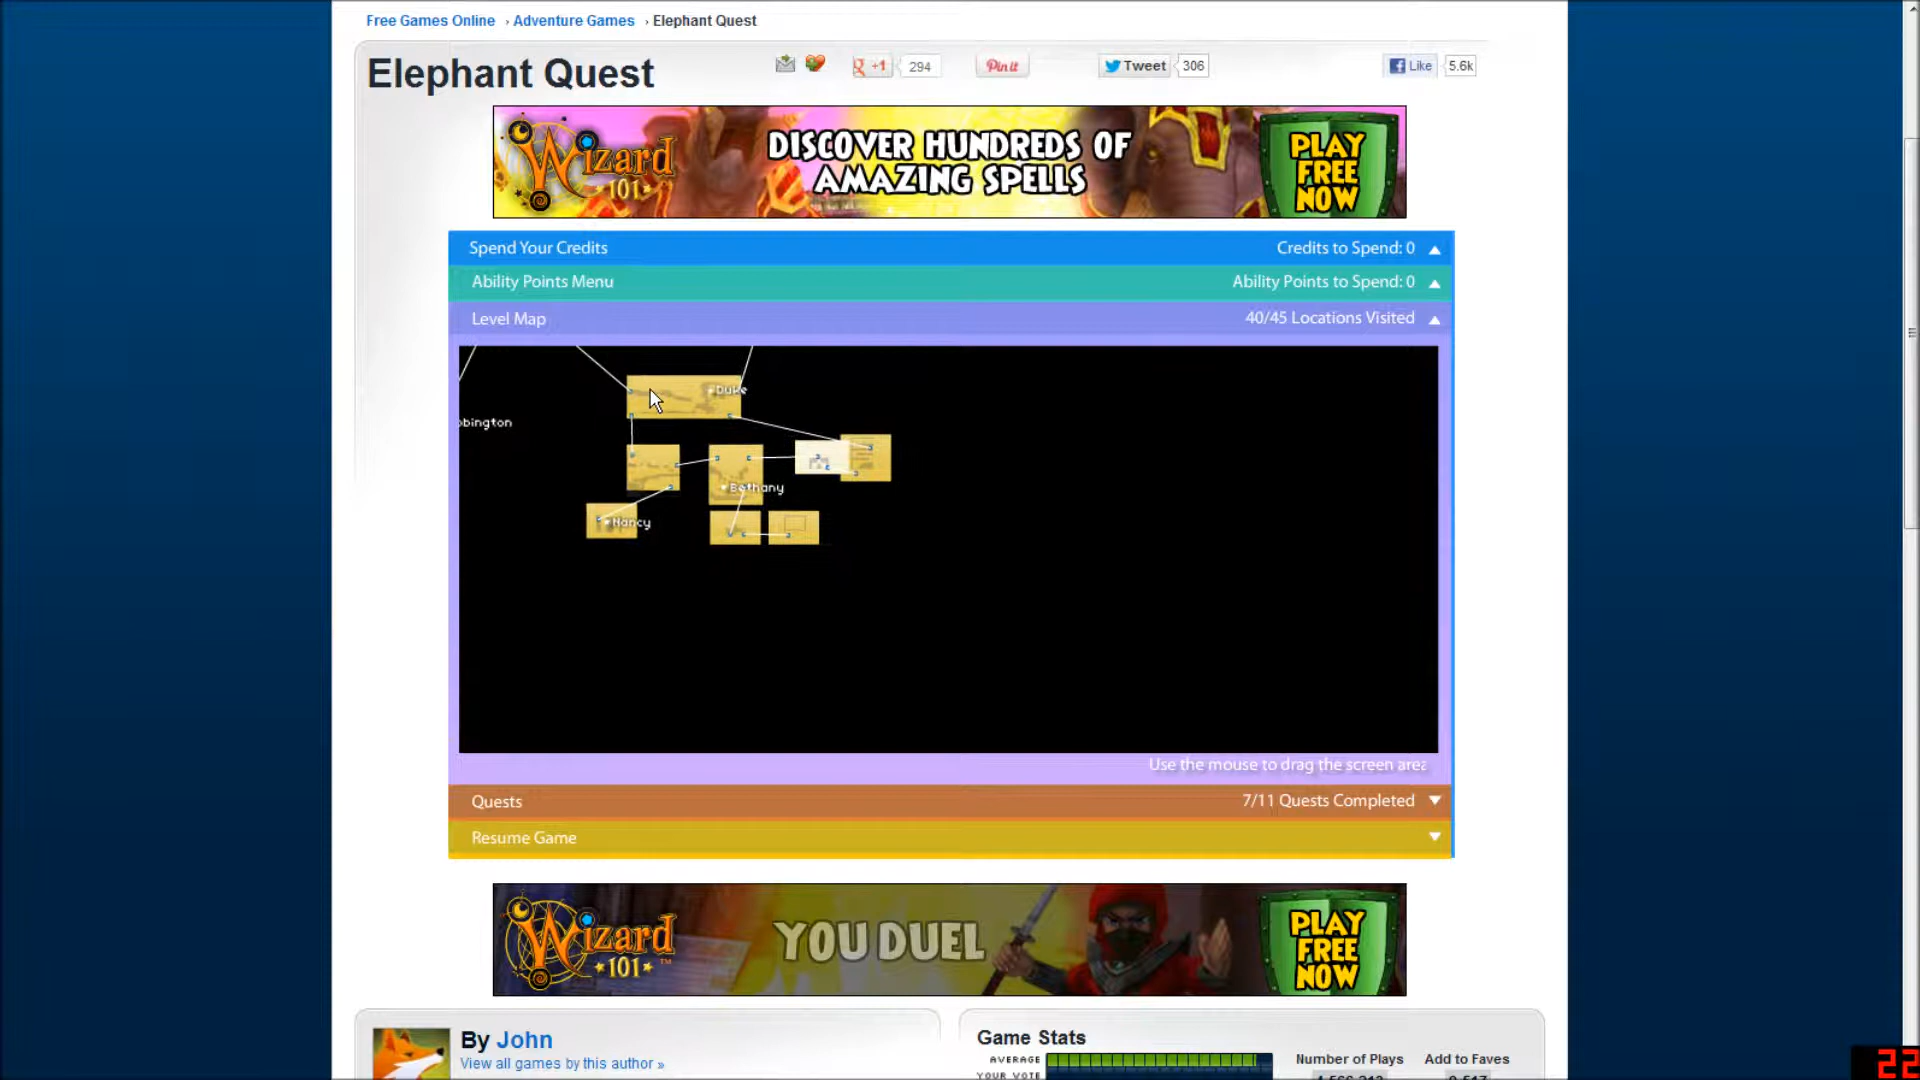 Free Games Online › Adventure Games › Elephant Quest
Elephant Quest
+1 294
Pin it
Tweet 306
Like 5.6k
Wizard 101
DISCOVER HUNDREDS OF
AMAZING SPELLS
PLAY
FREE
NOW
Spend Your Credits Credits to Spend: 0
Ability Points Menu Ability Points to Spend: 0
Level Map 40/45 Locations Visited
Duke
bington
Bethany
Nancy
Use the mouse to drag the screen area
Quests 7/11 Quests Completed
Resume Game
Wizard 101
YOU DUEL
PLAY
FREE
NOW
By John
View all games by this author »
Game Stats
AVERAGE
YOUR VOTE
Number of Plays
Add to Faves
22